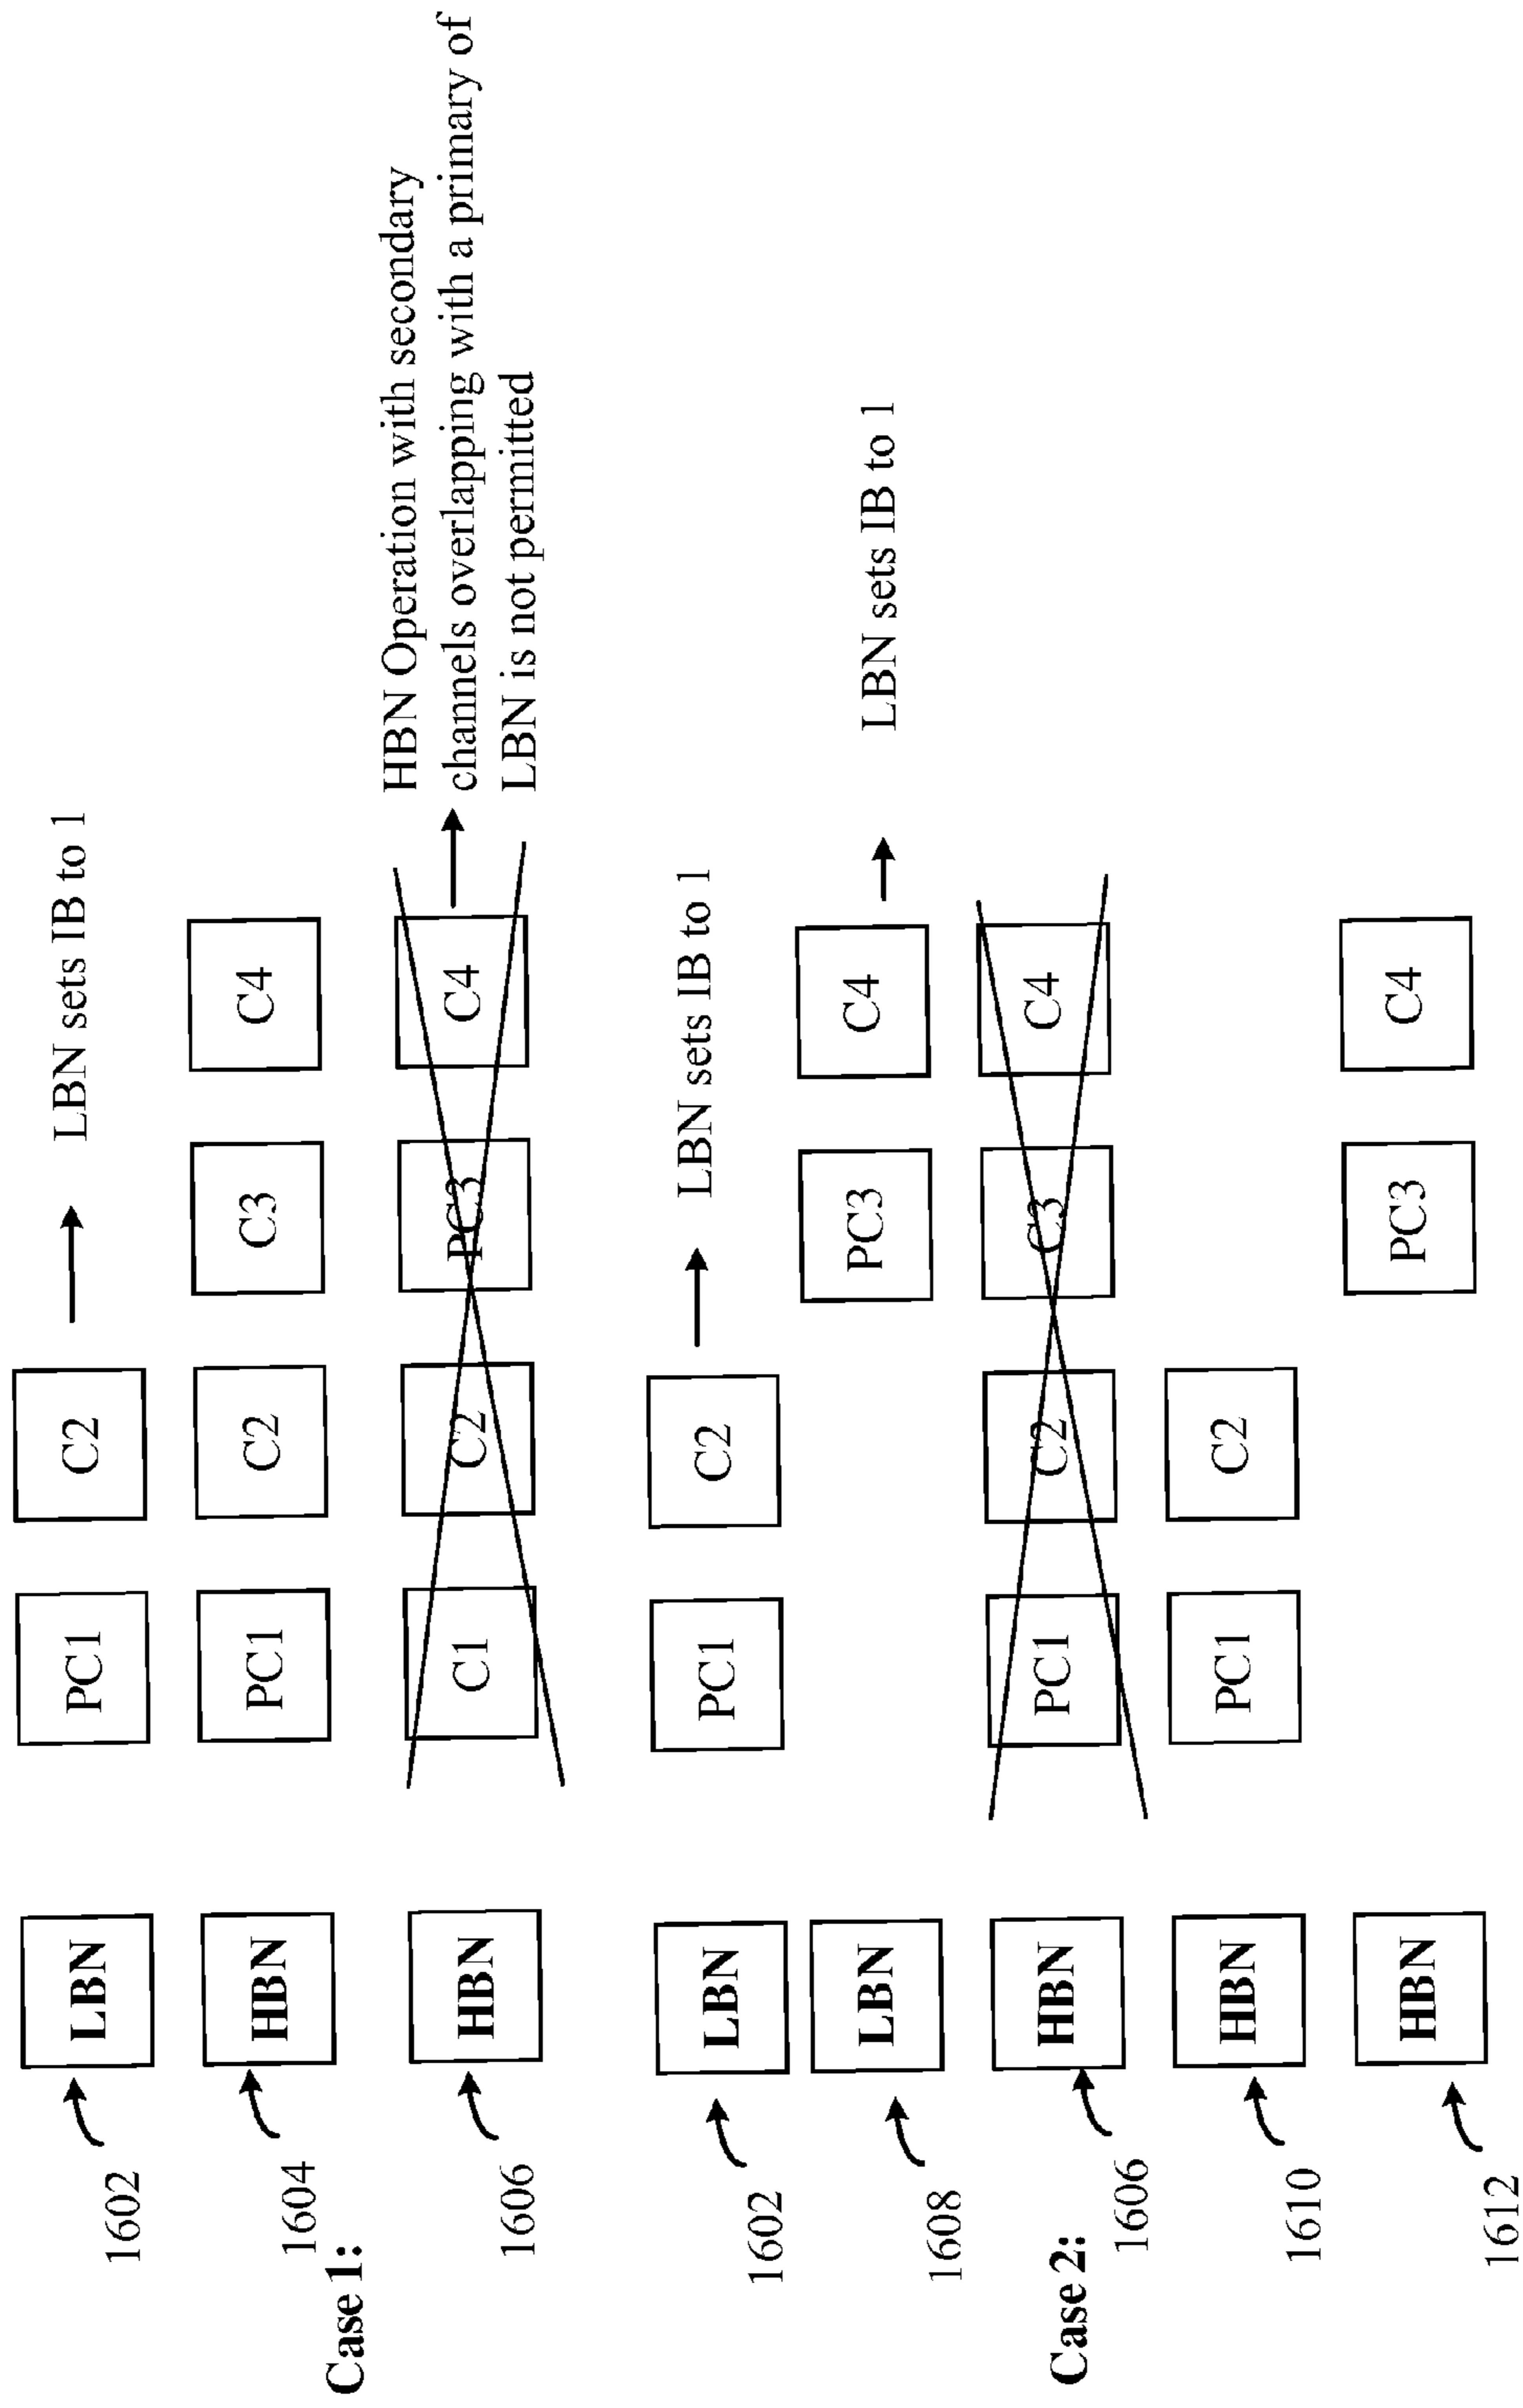 1602
LBN
PC1
C2
LBN sets IB to 1
1604
HBN
PC1
C2
C3
C4
Case 1:
1606
HBN
C1
C2
PC3
C4
HBN Operation with secondary
channels overlapping with a primary of
LBN is not permitted
1602
LBN
PC1
C2
LBN sets IB to 1
1608
LBN
PC3
C4
LBN sets IB to 1
Case 2:
1606
HBN
PC1
C2
C3
C4
1610
HBN
PC1
C2
1612
HBN
PC3
C4